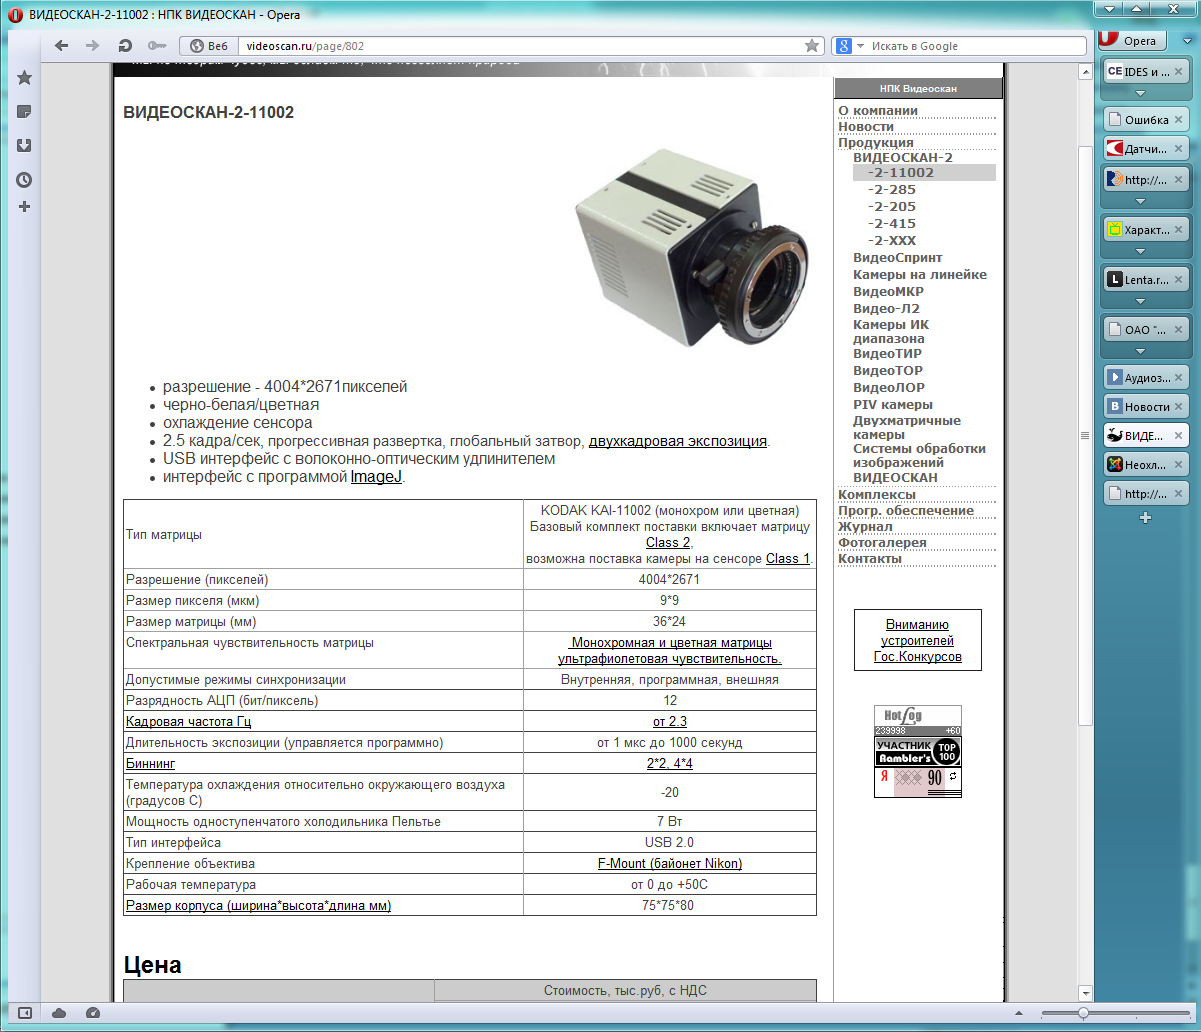 ВИДЕОСКАН-2-11002 : НПК ВИДЕОСКАН - Opera
Веб
videoscan.ru/page/802
Искать в Google
Opera
IDES и ...
Ошибка
Датчи...
http://...
Характ...
Lenta.r...
ОАО "...
Аудиоз...
Новости
ВИДЕ...
Неохл...
http://...
ВИДЕОСКАН-2-11002
разрешение - 4004*2671пикселей
черно-белая/цветная
охлаждение сенсора
2.5 кадра/сек, прогрессивная развертка, глобальный затвор, двухкадровая экспозиция.
USB интерфейс с волоконно-оптическим удлинителем
интерфейс с программой ImageJ.
Тип матрицы
KODAK KAI-11002 (монохром или цветная)
Базовый комплект поставки включает матрицу
Class 2,
возможна поставка камеры на сенсоре Class 1.
Разрешение (пикселей) 4004*2671
Размер пикселя (мкм) 9*9
Размер матрицы (мм) 36*24
Спектральная чувствительность матрицы Монохромная и цветная матрицы
ультрафиолетовая чувствительность.
Допустимые режимы синхронизации Внутренняя, программная, внешняя
Разрядность АЦП (бит/пиксель) 12
Кадровая частота Гц от 2.3
Длительность экспозиции (управляется программно) от 1 мкс до 1000 секунд
Биннинг 2*2, 4*4
Температура охлаждения относительно окружающего воздуха
(градусов С) -20
Мощность одноступенчатого холодильника Пельтье 7 Вт
Тип интерфейса USB 2.0
Крепление объектива F-Mount (байонет Nikon)
Рабочая температура от 0 до +50С
Размер корпуса (ширина*высота*длина мм) 75*75*80
Цена
Стоимость, тыс.руб, с НДС
НПК Видеоскан
О компании
Новости
Продукция
ВИДЕОСКАН-2
-2-11002
-2-285
-2-205
-2-415
-2-XXX
ВидеоСпринт
Камеры на линейке
ВидеоМКР
Видео-Л2
Камеры ИК
диапазона
ВидеоТИР
ВидеоТОР
ВидеоЛОР
PIV камеры
Двухматричные
камеры
Системы обработки
изображений
ВИДЕОСКАН
Комплексы
Прогр. обеспечение
Журнал
Фотогалерея
Контакты
Вниманию
устроителей
Гос.Конкурсов
HotLog
239998 +60
УЧАСТНИК
Rambler's
TOP
100
Я 90